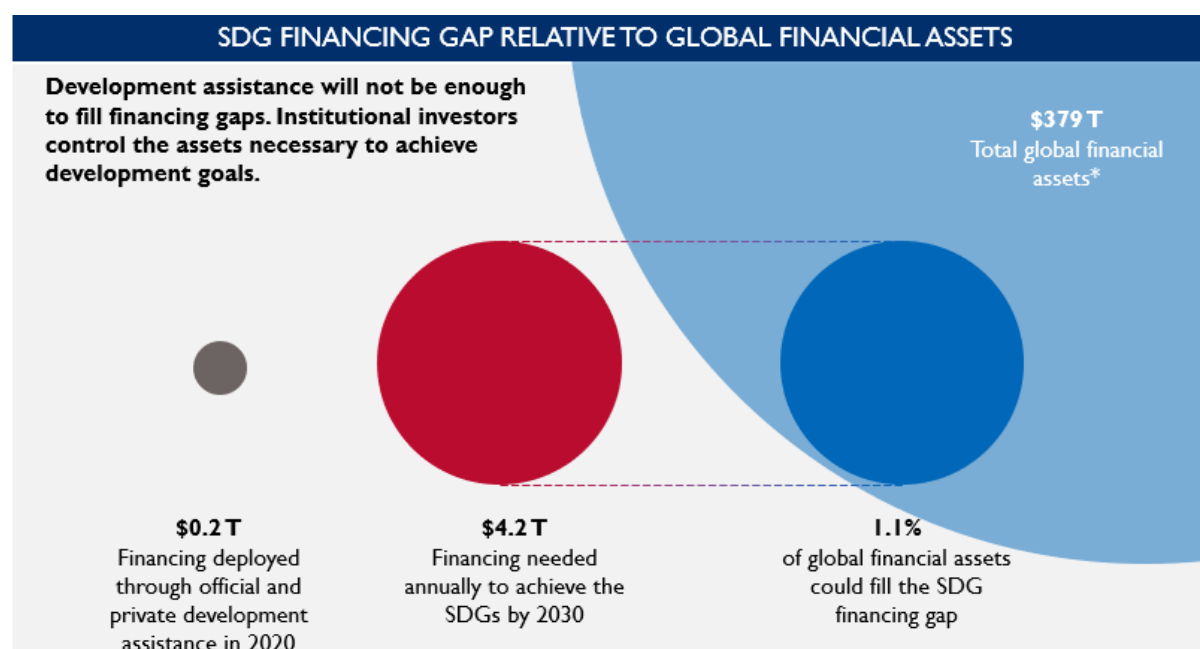 SDG FINANCING GAP RELATIVE TO GLOBAL FINANCIAL ASSETS
Development assistance will not be enough
to fill financing gaps. Institutional investors
control the assets necessary to achieve
development goals.
$379 T
Total global financial
assets*
$0.2 T
Financing deployed
through official and
private development
assistance in 2020
$4.2 T
Financing needed
annually to achieve the
SDGs by 2030
1.1%
of global financial assets
could fill the SDG
financing gap